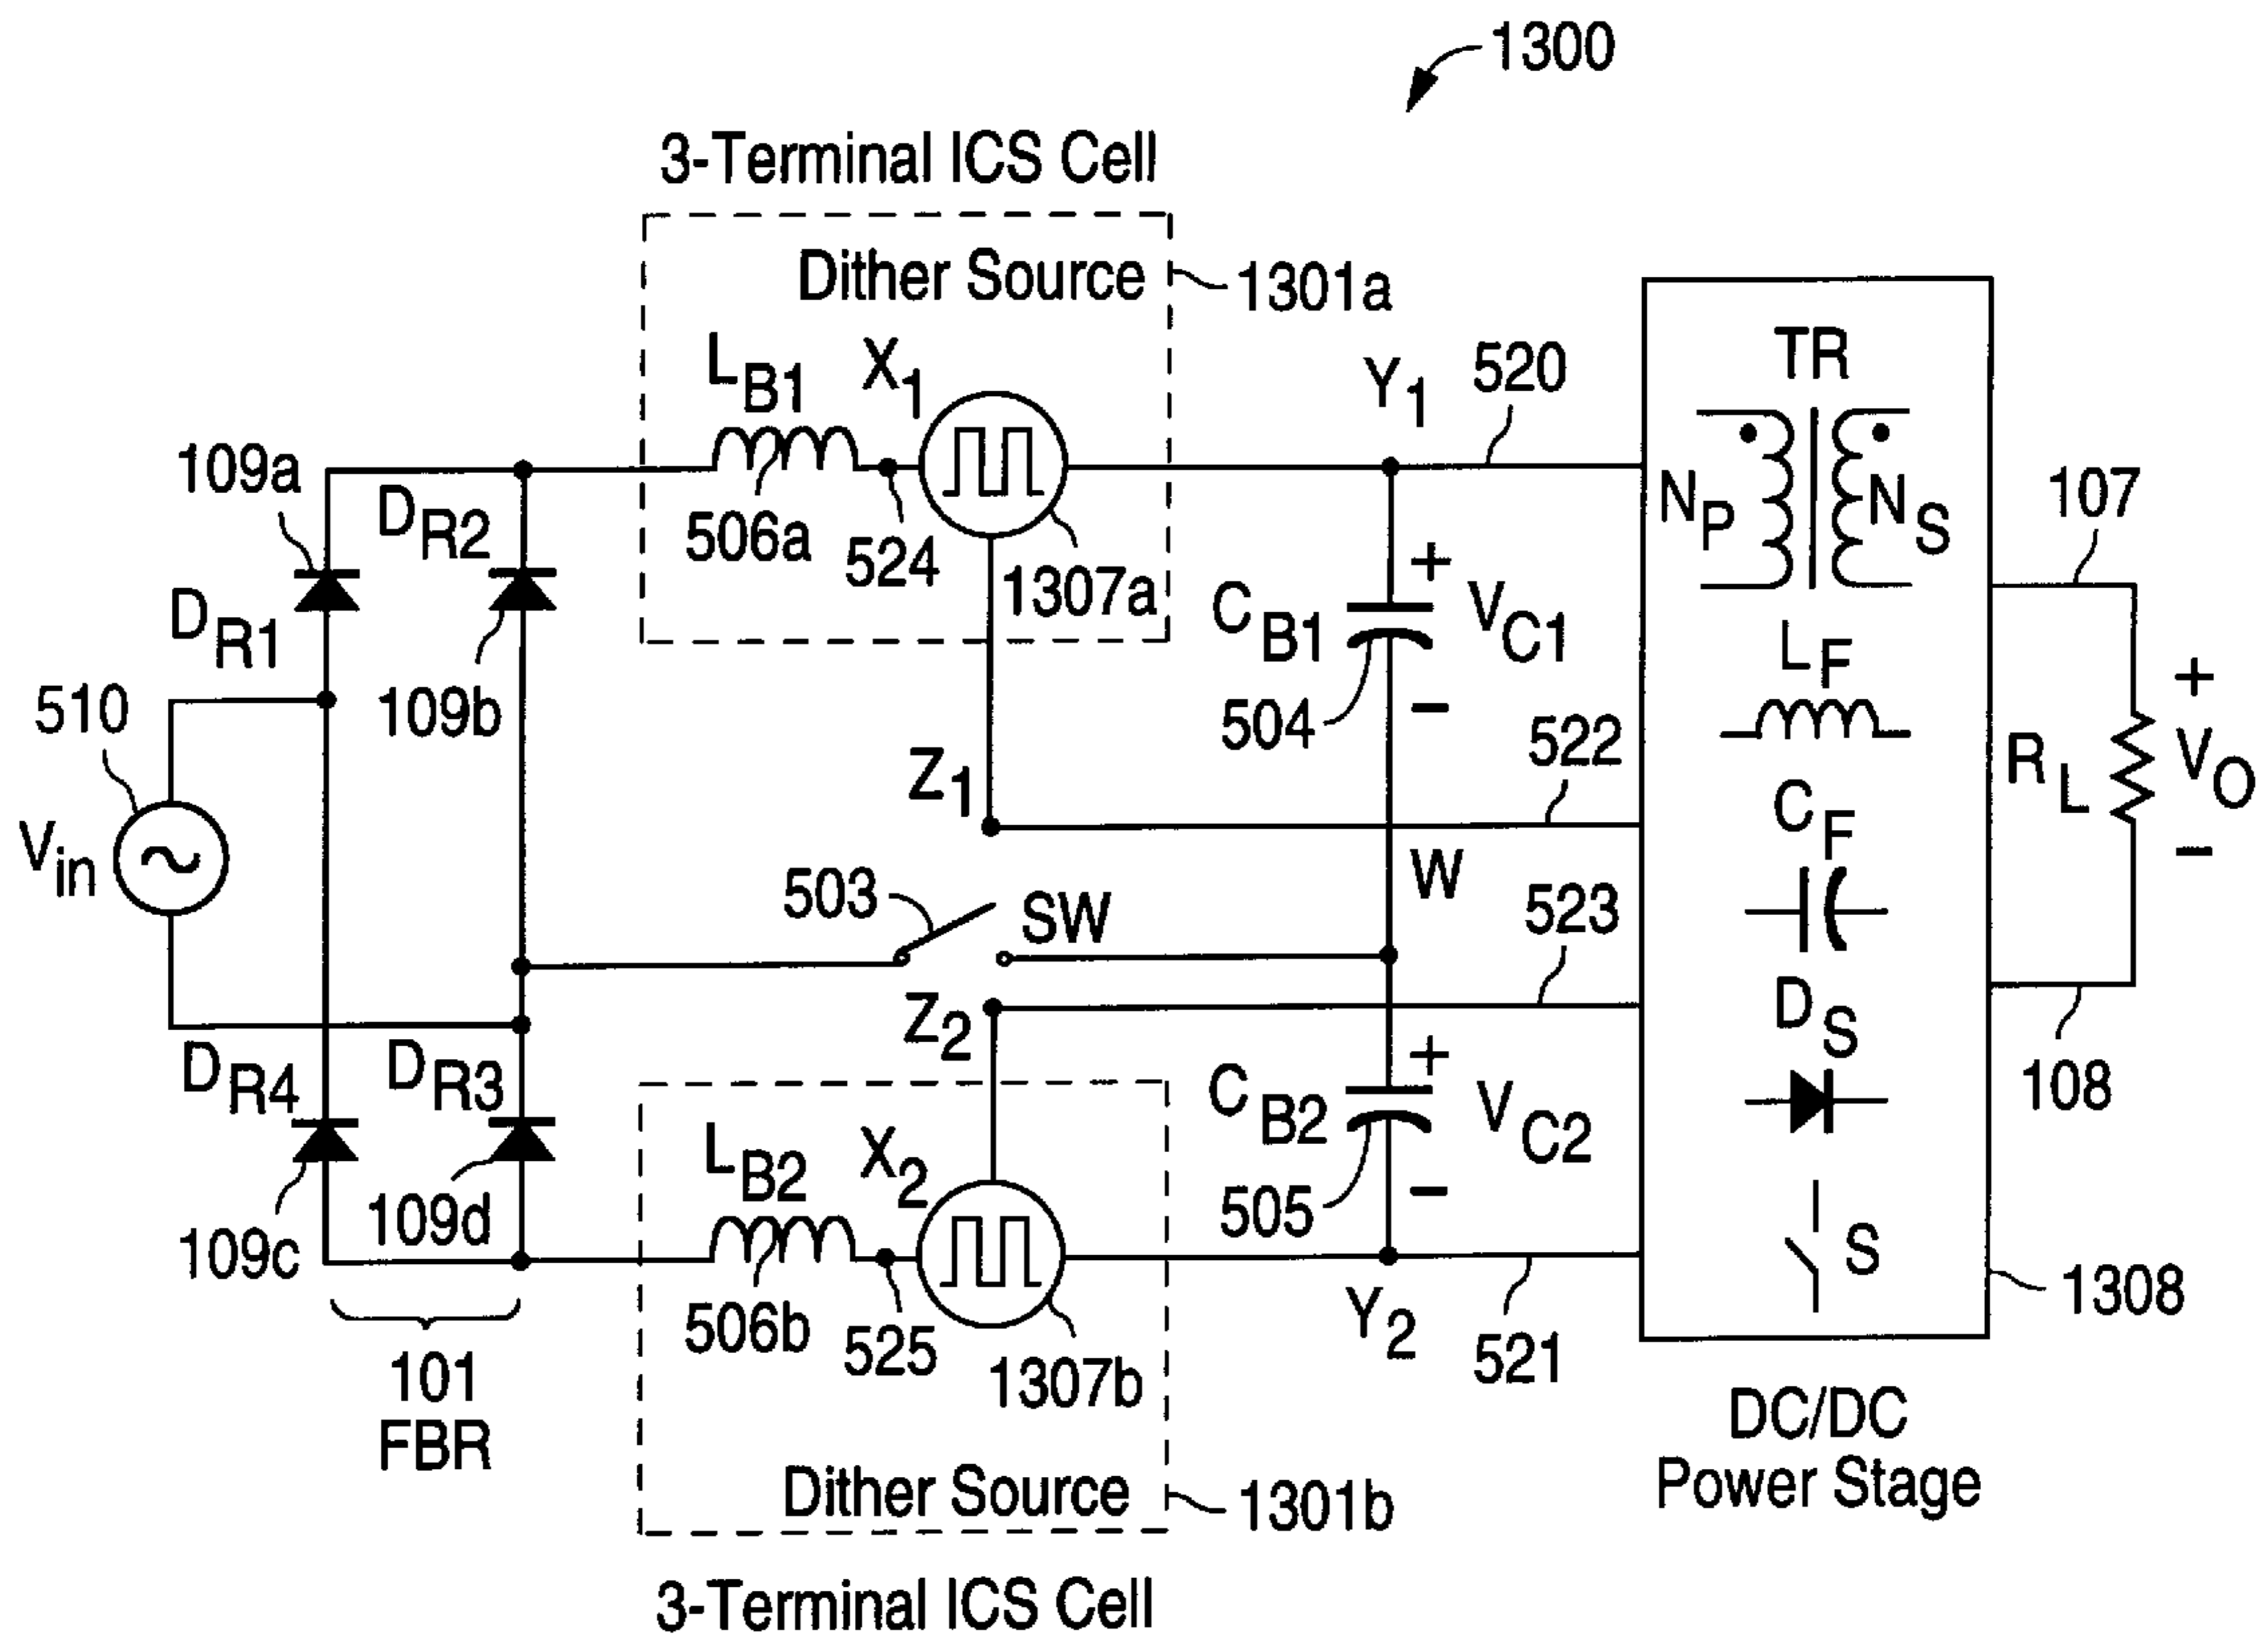 1300
3-Terminal ICS Cell
Dither Source
1301a
LB1
X1
Y1
520
TR
109a
DR2
506a
524
1307a
NP
NS
107
DR1
CB1
+
VC1
LF
510
109b
504
−
522
Z1
RL
+
VO
−
Vin
503
SW
W
523
CF
Z2
DS
DR4
DR3
CB2
+
VC2
108
LB2
X2
109c
109d
505
−
S
506b
525
1307b
Y2
521
1308
101
FBR
Dither Source
1301b
DC/DC
Power Stage
3-Terminal ICS Cell